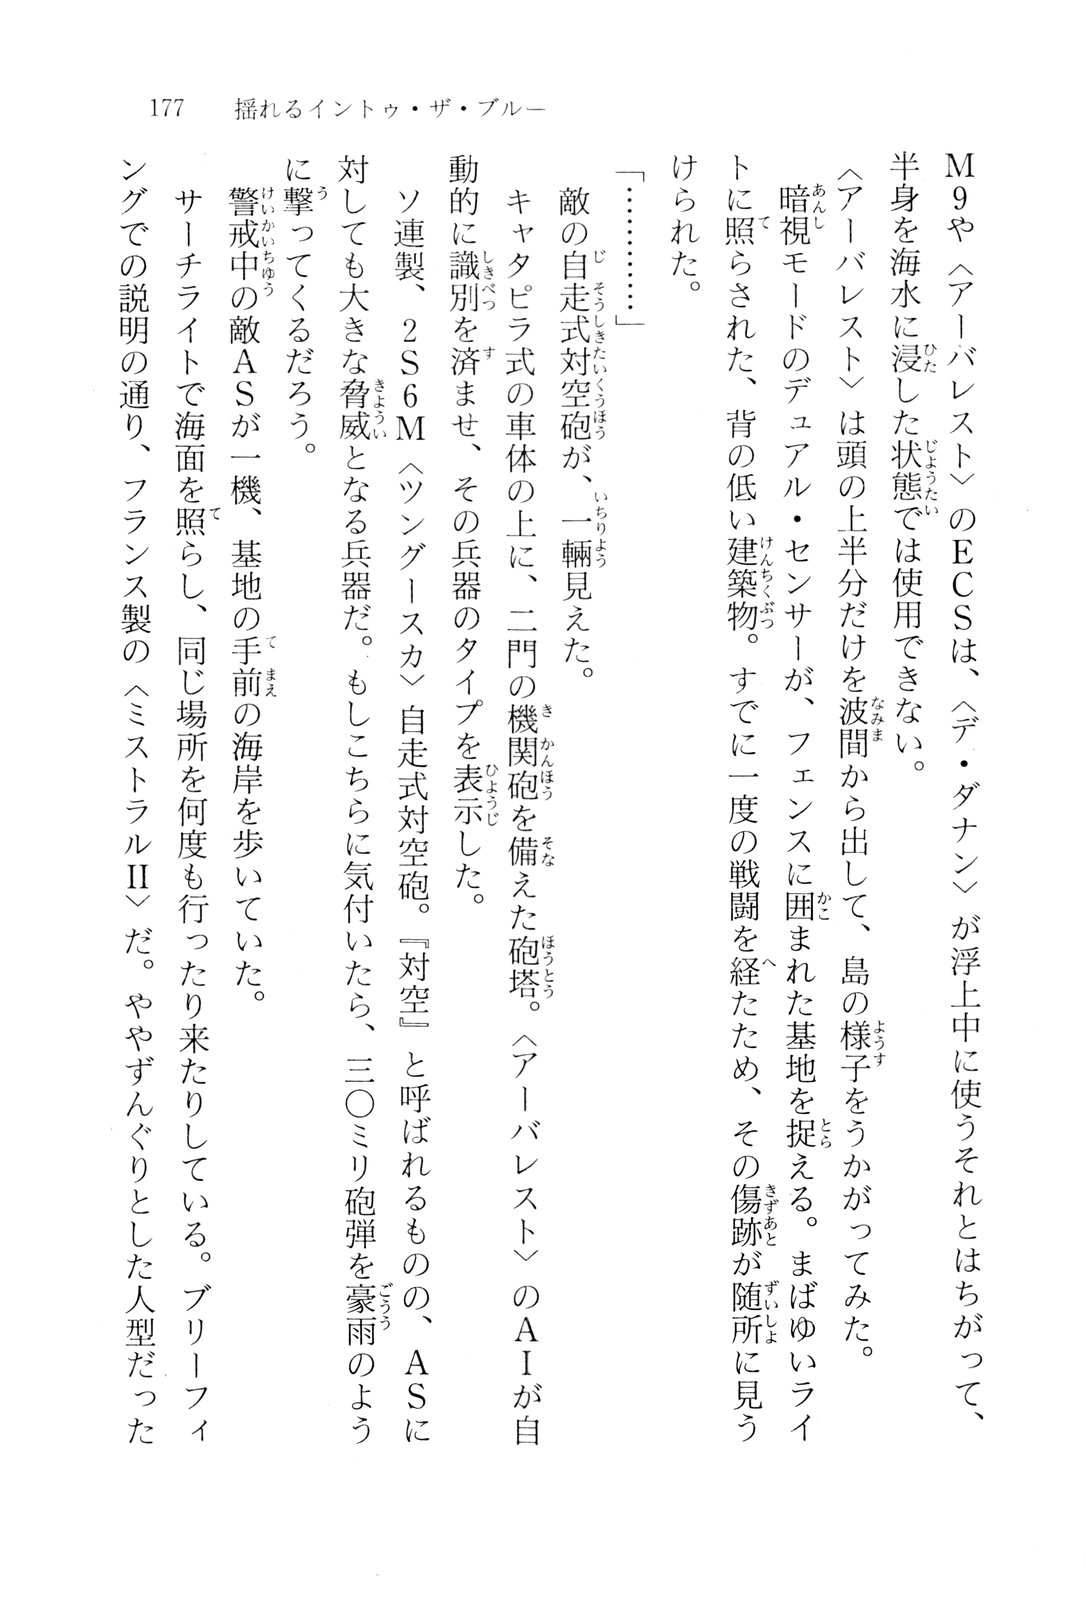 177　揺れるイントゥ・ザ・ブルー
M9や〈アーバレスト〉のECSは、〈デ・ダナン〉が浮上中に使うそれとはちがって、
半身を海水に浸した状態では使用できない。
〈アーバレスト〉は頭の上半分だけを波間から出して、島の様子をうかがってみた。
暗視モードのデュアル・センサーが、フェンスに囲まれた基地を捉える。まばゆいライ
トに照らされた、背の低い建築物。すでに一度の戦闘を経たため、その傷跡が随所に見う
けられた。
「…………」
敵の自走式対空砲が、一輛見えた。
キャタピラ式の車体の上に、二門の機関砲を備えた砲塔。〈アーバレスト〉のAIが自
動的に識別を済ませ、その兵器のタイプを表示した。
ソ連製、2S6M〈ツングースカ〉自走式対空砲。『対空』と呼ばれるものの、ASに
対しても大きな脅威となる兵器だ。もしこちらに気付いたら、三〇ミリ砲弾を豪雨のよう
に撃ってくるだろう。
警戒中の敵ASが一機、基地の手前の海岸を歩いていた。
サーチライトで海面を照らし、同じ場所を何度も行ったり来たりしている。ブリーフィ
ングでの説明の通り、フランス製の〈ミストラルII〉だ。ややずんぐりとした人型だった